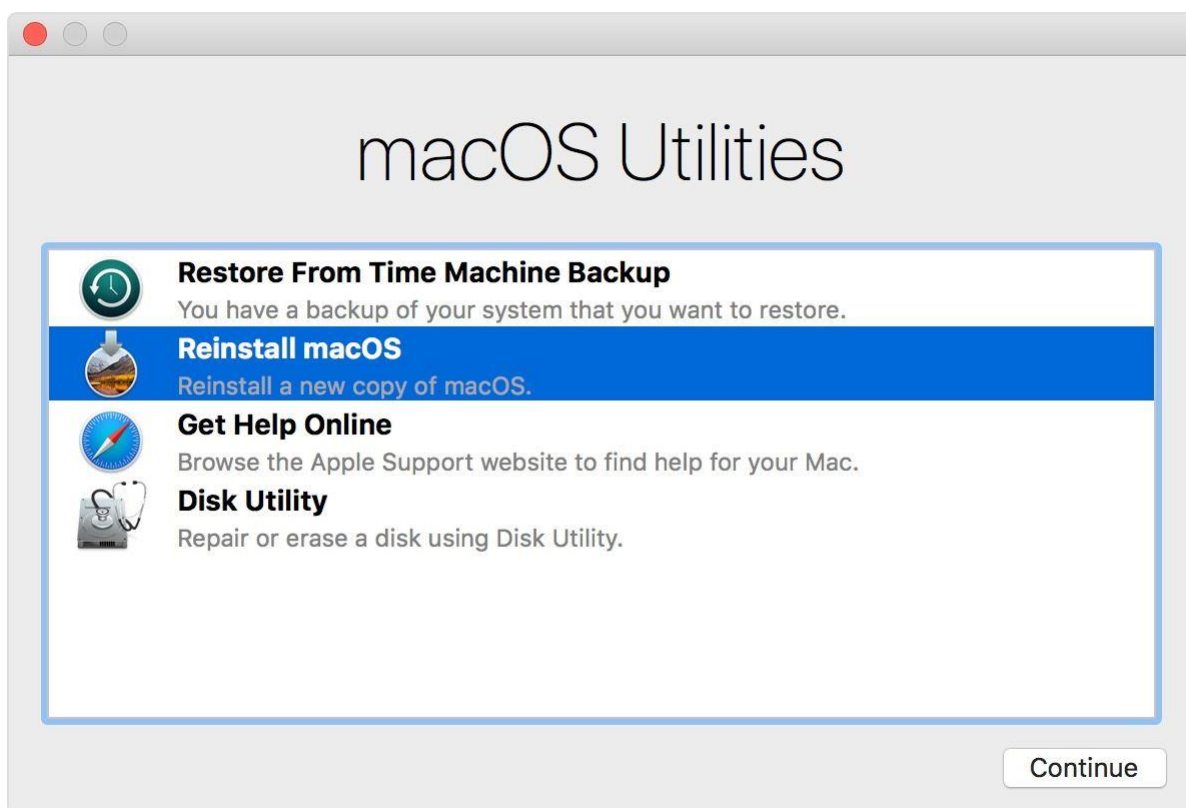 macOS Utilities
Restore From Time Machine Backup
You have a backup of your system that you want to restore.
Reinstall macOS
Reinstall a new copy of macOS.
Get Help Online
Browse the Apple Support website to find help for your Mac.
Disk Utility
Repair or erase a disk using Disk Utility.
Continue